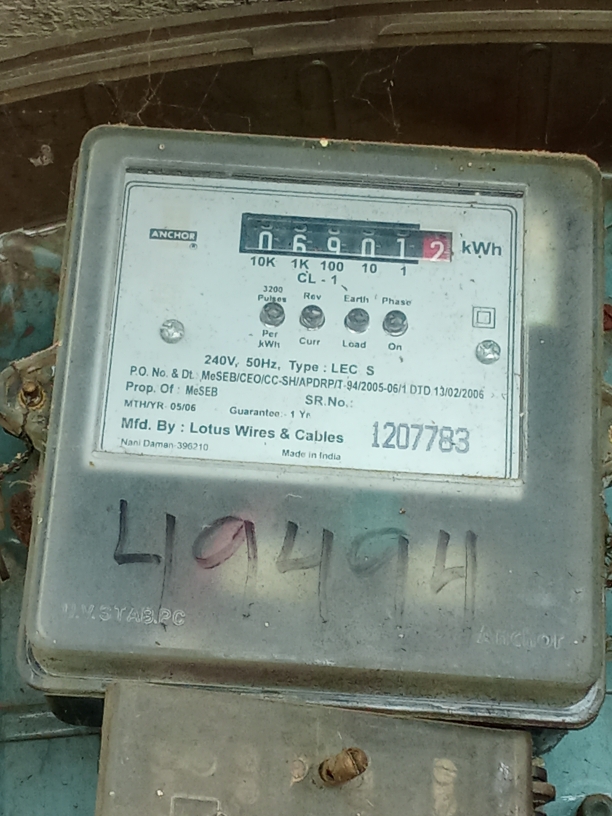 ANCHOR
0 6 9 0 1 2 kWh
10K 1K 100 10 1
CL - 1
3200 Pulses Rev Earth Phase
Per kWh Curr Load On
240V, 50Hz, Type : LEC S
P.O. No. & Dt. MeSEB/CEO/CC-SH/APDRP/T-94/2005-06/1 DTD 13/02/2006
Prop. Of : MeSEB SR.No.:
MTH/YR- 05/06 Guarantee:- 1 Yr
Mfd. By : Lotus Wires & Cables 1207783
Nani Daman-396210 Made in India
49494
U.V.STAB.PC Anchor